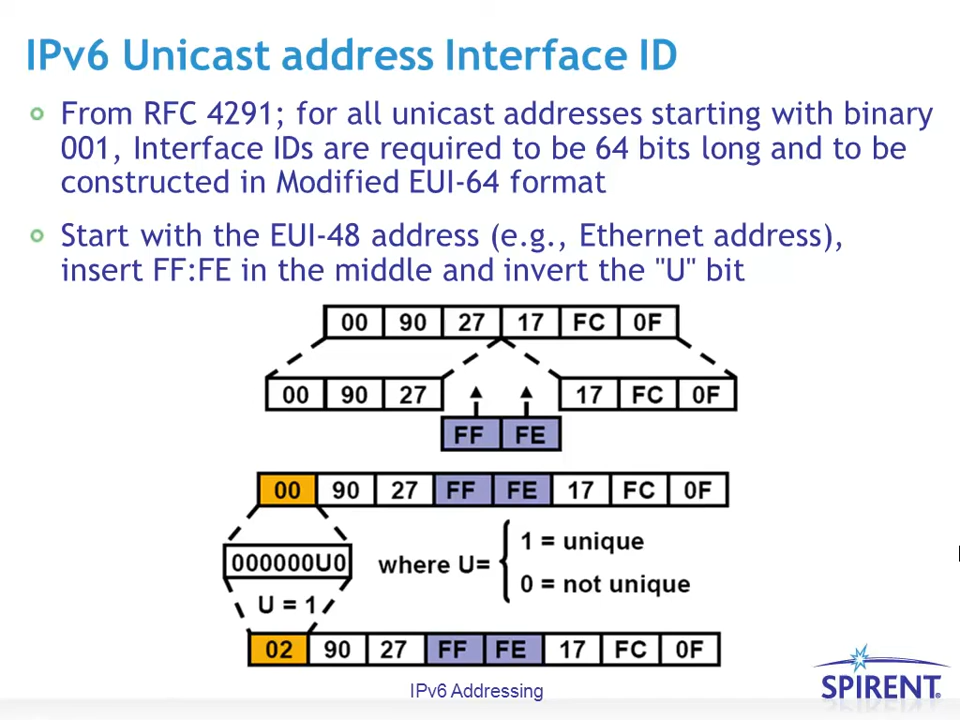 IPv6 Unicast address Interface ID
From RFC 4291; for all unicast addresses starting with binary
001, Interface IDs are required to be 64 bits long and to be
constructed in Modified EUI-64 format
Start with the EUI-48 address (e.g., Ethernet address),
insert FF:FE in the middle and invert the "U" bit
00 90 27 17 FC 0F
00 90 27 17 FC 0F
FF FE
00 90 27 FF FE 17 FC 0F
1 = unique
000000U0 where U=
0 = not unique
U = 1
02 90 27 FF FE 17 FC 0F
IPv6 Addressing
SPIRENT®